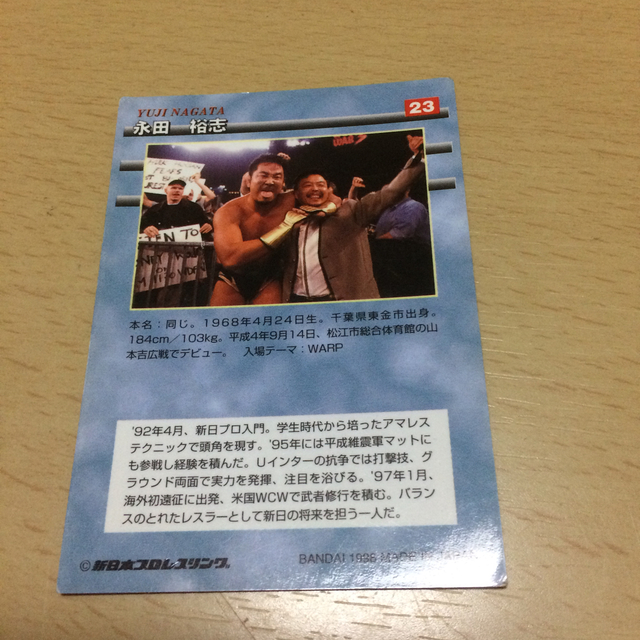 YUJI NAGATA
23
永田 裕志
TEN TO
本名：同じ。1968年4月24日生。千葉県東金市出身。
184cm／103kg。平成4年9月14日、松江市総合体育館の山
本吉広戦でデビュー。 入場テーマ：WARP
'92年4月、新日プロ入門。学生時代から培ったアマレス
テクニックで頭角を現す。'95年には平成維震軍マットに
も参戦し経験を積んだ。Uインターの抗争では打撃技、グ
ラウンド両面で実力を発揮、注目を浴びる。'97年1月、
海外初遠征に出発、米国WCWで武者修行を積む。バラン
スのとれたレスラーとして新日の将来を担う一人だ。
©新日本プロレスリング
BANDAI 1998 MADE IN JAPAN